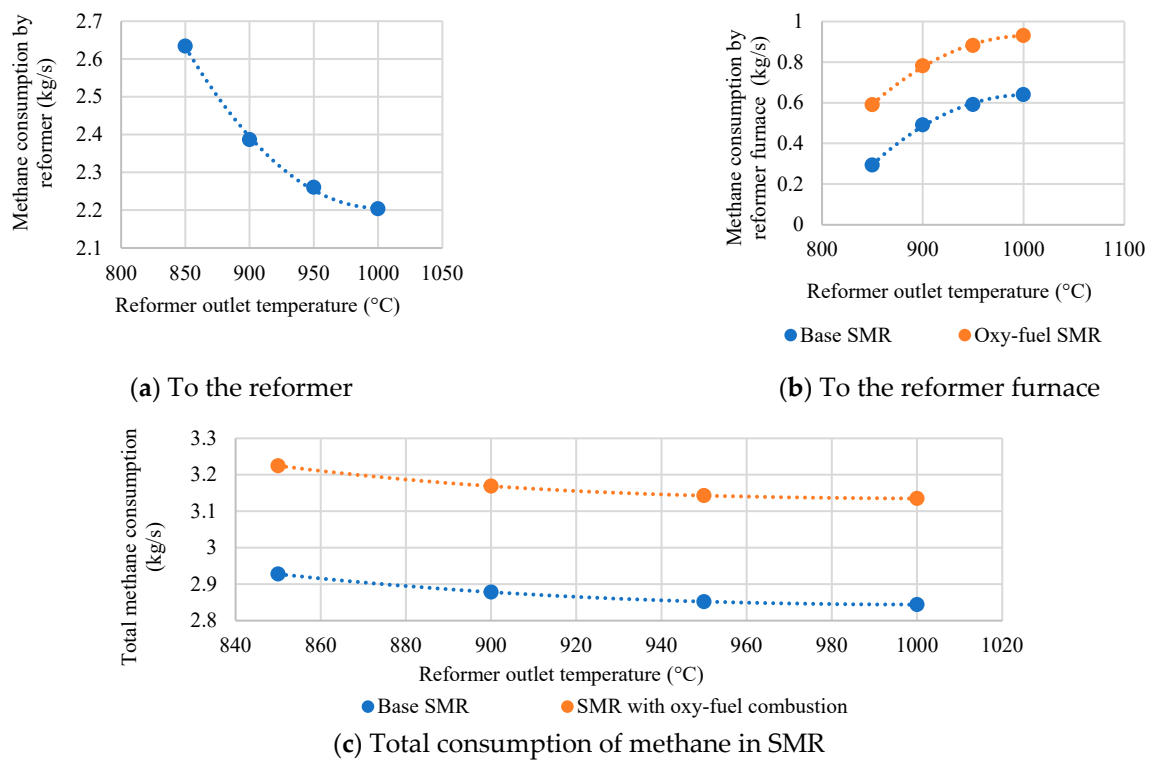 Methane consumption by
reformer (kg/s)
2.7
2.6
2.5
2.4
2.3
2.2
2.1
800 850 900 950 1000 1050
Reformer outlet temperature (°C)
Methane consumption by
reformer furnace (kg/s)
1
0.8
0.6
0.4
0.2
0
800 900 1000 1100
Reformer outlet temperature (°C)
Base SMR Oxy-fuel SMR
(a) To the reformer
(b) To the reformer furnace
Total methane consumption
(kg/s)
3.3
3.2
3.1
3
2.9
2.8
840 860 880 900 920 940 960 980 1000 1020
Reformer outlet temperature (°C)
Base SMR SMR with oxy-fuel combustion
(c) Total consumption of methane in SMR